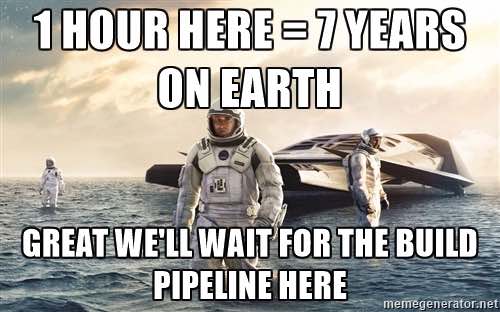 1 HOUR HERE = 7 YEARS
ON EARTH
GREAT WE'LL WAIT FOR THE BUILD
PIPELINE HERE
memegenerator.net